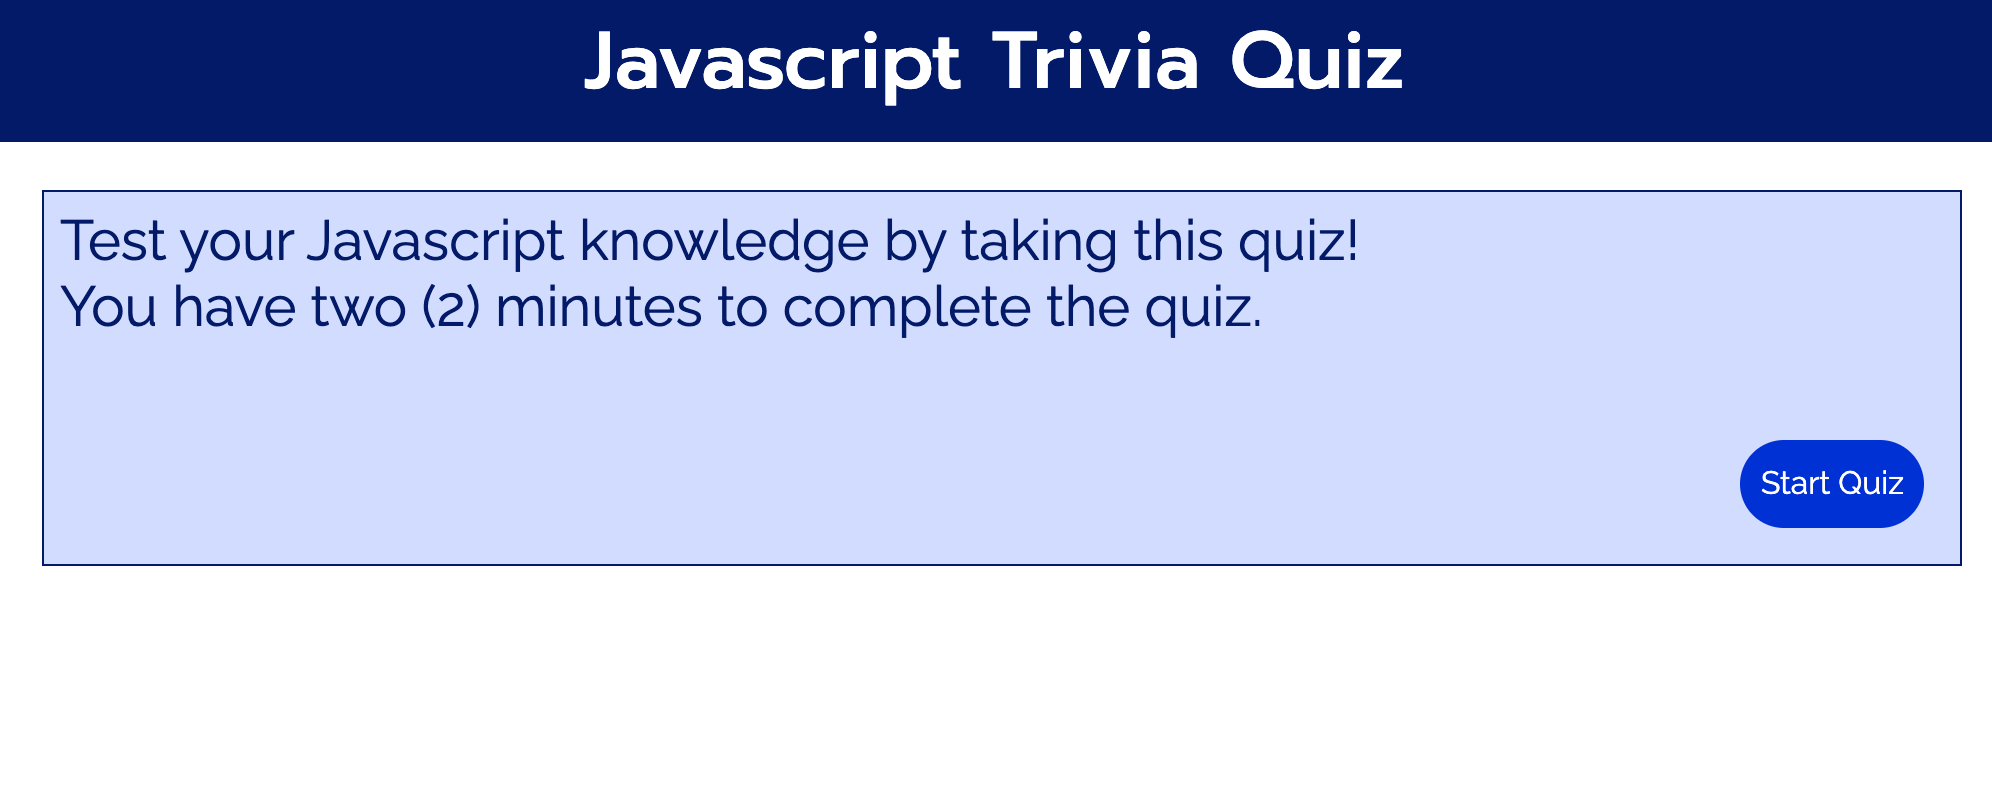 Javascript Trivia Quiz
Test your Javascript knowledge by taking this quiz!
You have two (2) minutes to complete the quiz.
Start Quiz